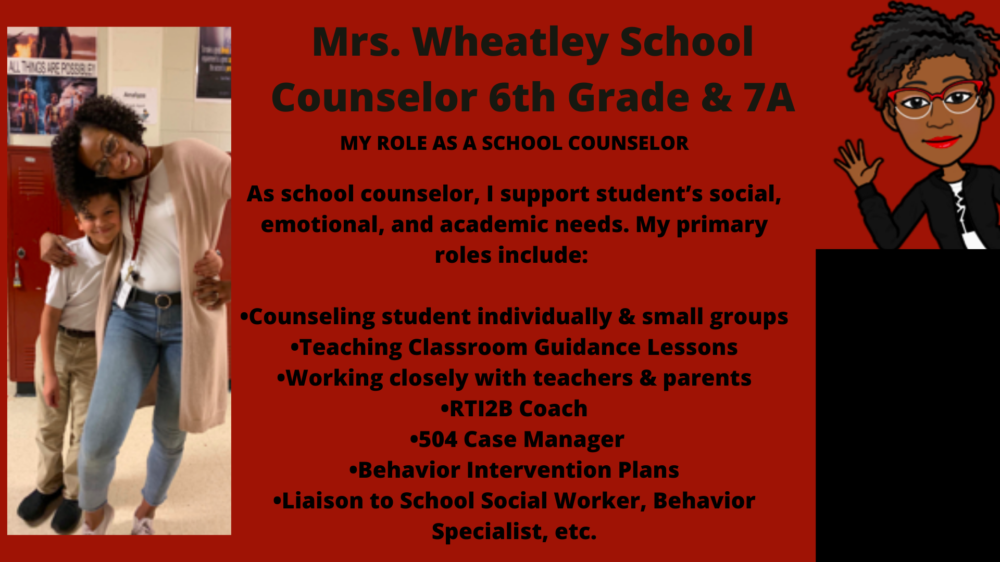 Mrs. Wheatley School
Counselor 6th Grade & 7A
MY ROLE AS A SCHOOL COUNSELOR
As school counselor, I support student’s social,
emotional, and academic needs. My primary
roles include:
•Counseling student individually & small groups
•Teaching Classroom Guidance Lessons
•Working closely with teachers & parents
•RTI2B Coach
•504 Case Manager
•Behavior Intervention Plans
•Liaison to School Social Worker, Behavior
Specialist, etc.
ALL THINGS ARE POSSIBLE!!
Analyze